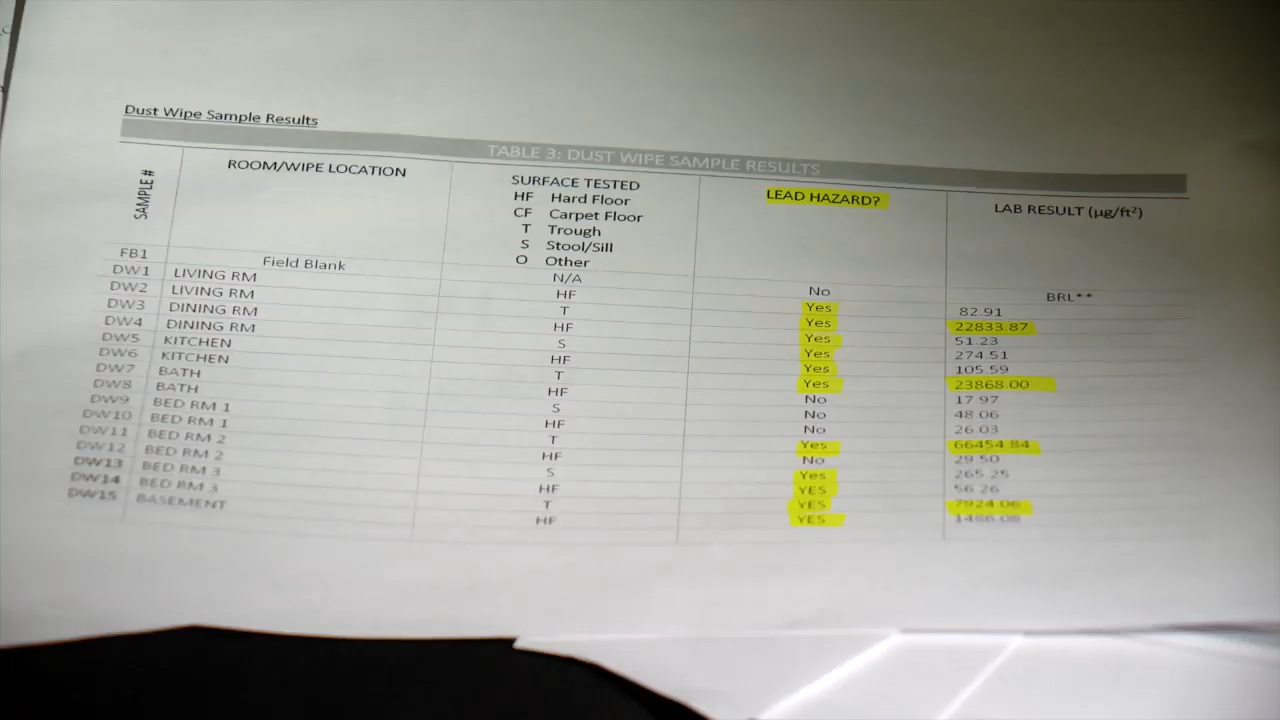 Dust Wipe Sample Results
TABLE 3: DUST WIPE SAMPLE RESULTS
SAMPLE #
ROOM/WIPE LOCATION
SURFACE TESTED
HF Hard Floor
CF Carpet Floor
T Trough
S Stool/Sill
O Other
LEAD HAZARD?
LAB RESULT (µg/ft²)
FB1 Field Blank N/A No BRL**
DW1 LIVING RM HF Yes 82.91
DW2 LIVING RM T Yes 22833.87
DW3 DINING RM HF Yes 51.23
DW4 DINING RM S Yes 274.51
DW5 KITCHEN HF Yes 105.59
DW6 KITCHEN T Yes 23868.00
DW7 BATH HF No 17.97
DW8 BATH S No 48.06
DW9 BED RM 1 HF No 26.03
DW10 BED RM 1 T Yes 66454.84
DW11 BED RM 2 HF No 29.50
DW12 BED RM 2 S Yes 265.25
DW13 BED RM 3 HF YES 56.26
DW14 BED RM 3 T YES 7924.06
DW15 BASEMENT HF YES 1486.08